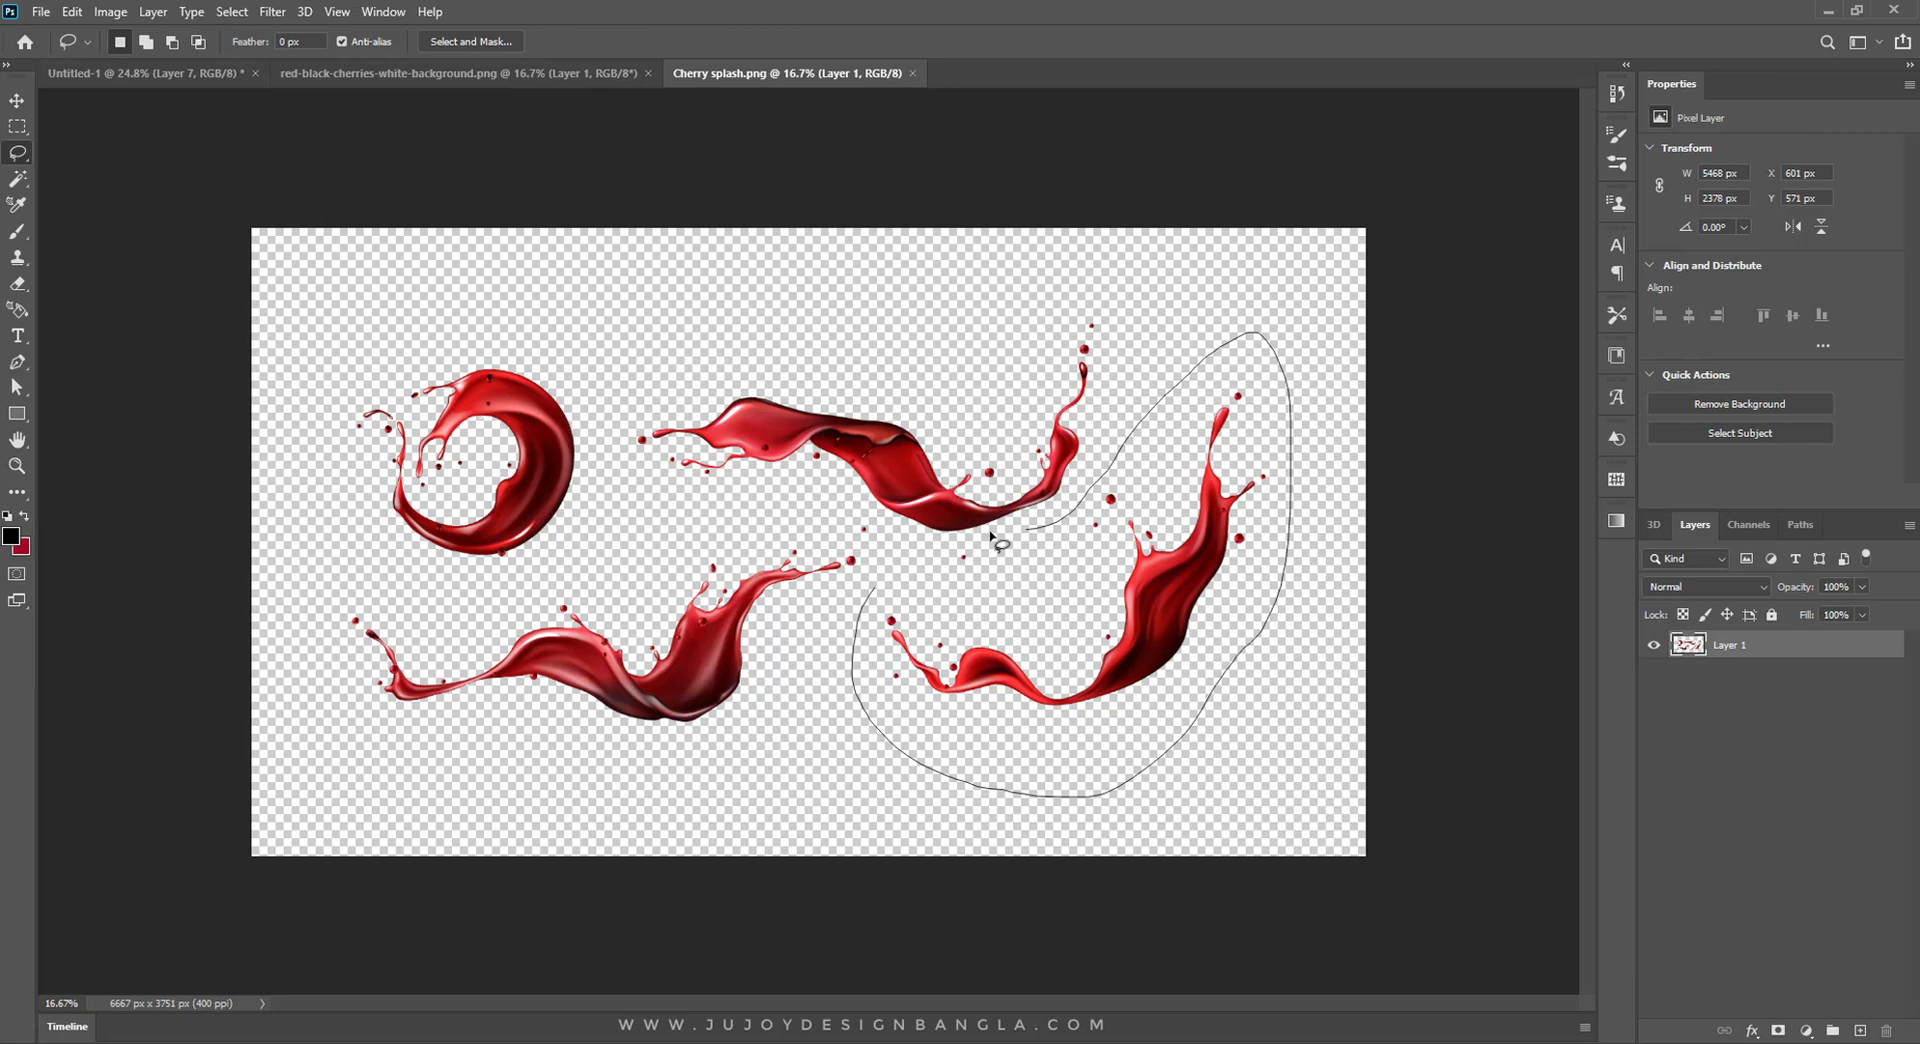 Ps File Edit Image Layer Type Select Filter 3D View Window Help
Feather: 0 px Anti-alias Select and Mask...
Untitled-1 @ 24.8% (Layer 7, RGB/8) * × red-black-cherries-white-background.png @ 16.7% (Layer 1, RGB/8*) × Cherry splash.png @ 16.7% (Layer 1, RGB/8) ×
Properties
Pixel Layer
Transform
W 5468 px X 601 px
H 2378 px Y 571 px
0.00°
Align and Distribute
Align:
Quick Actions
Remove Background
Select Subject
3D Layers Channels Paths
Kind
Normal Opacity: 100%
Lock: Fill: 100%
Layer 1
16.67% 6667 px x 3751 px (400 ppi)
Timeline
WWW.JUJOYDESIGNBANGLA.COM